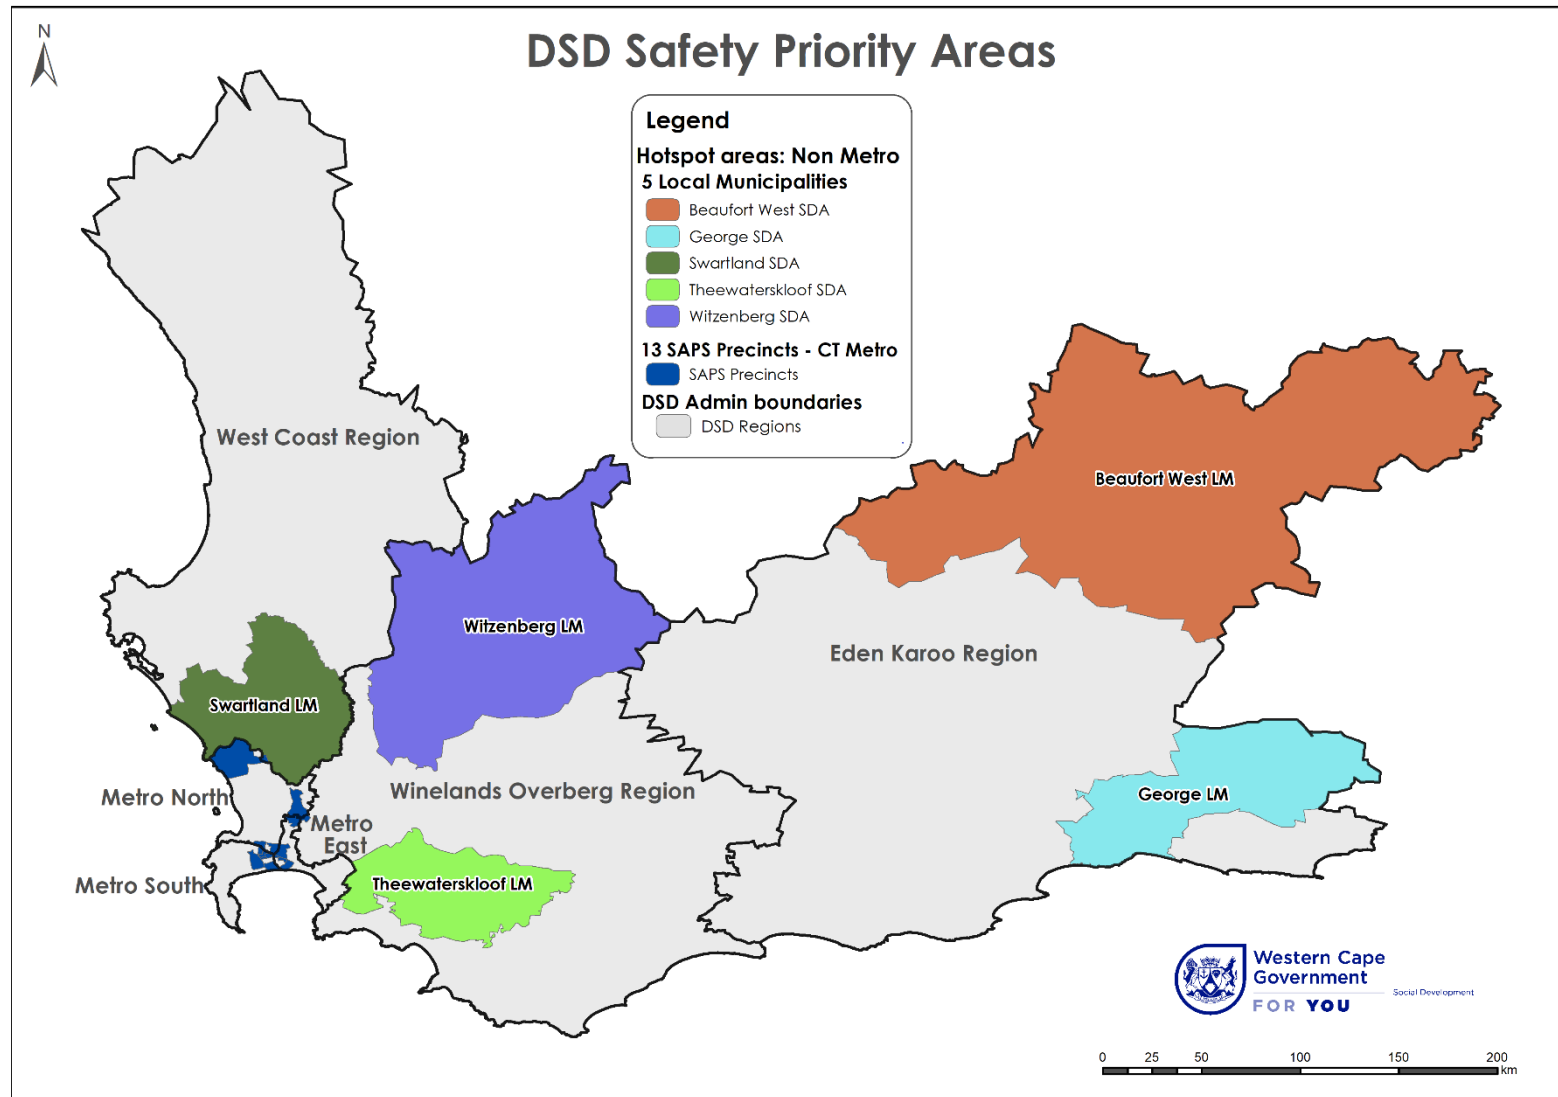 N
DSD Safety Priority Areas
Legend
Hotspot areas: Non Metro
5 Local Municipalities
Beaufort West SDA
George SDA
Swartland SDA
Theewaterskloof SDA
Witzenberg SDA
13 SAPS Precincts - CT Metro
SAPS Precincts
DSD Admin boundaries
DSD Regions
West Coast Region
Beaufort West LM
Witzenberg LM
Eden Karoo Region
Swartland LM
Winelands Overberg Region
George LM
Metro North
Metro
East
Metro South
Theewaterskloof LM
Western Cape
Government
Social Development
FOR YOU
0 25 50 100 150 200
km